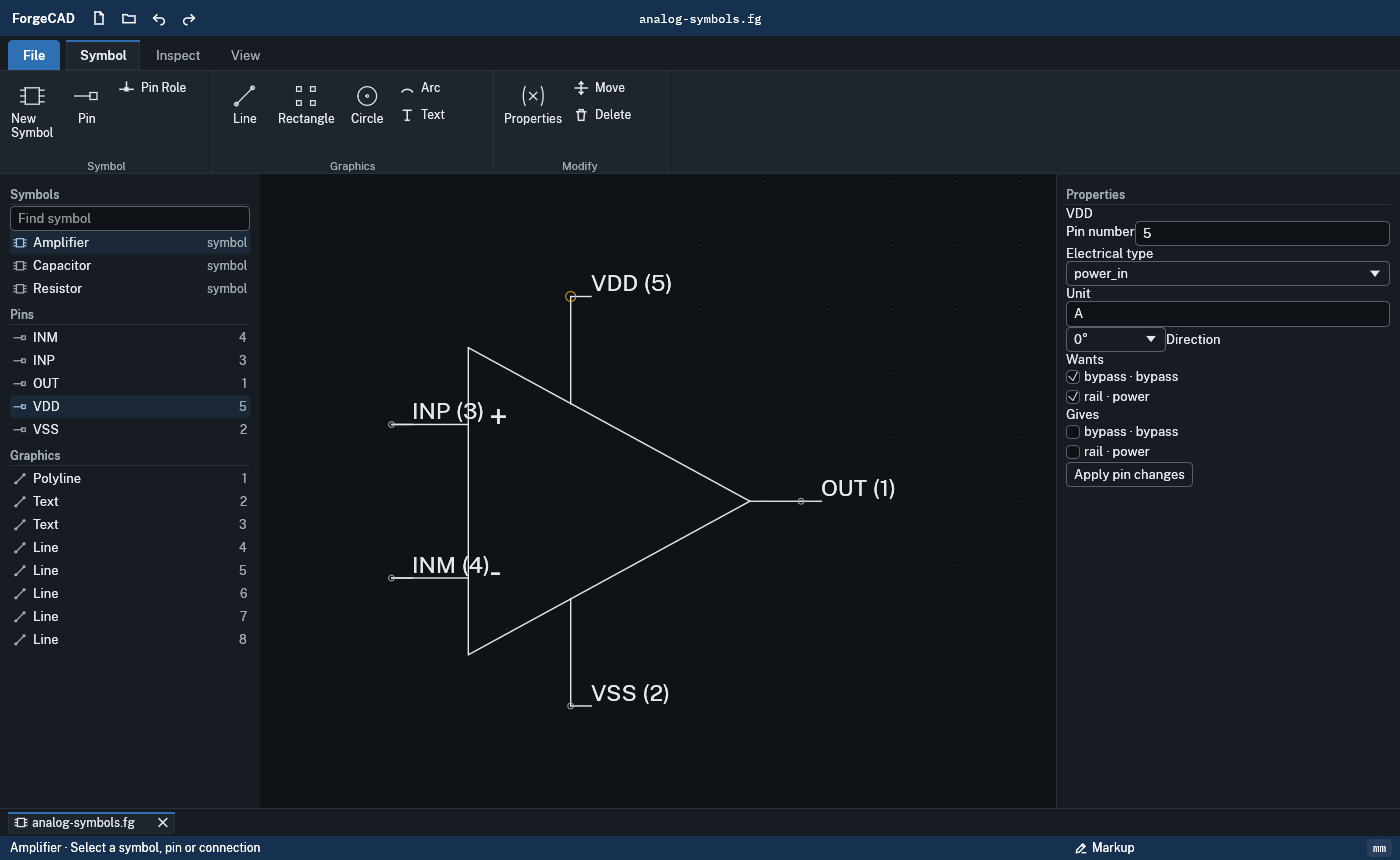 ForgeCAD
analog-symbols.fg
File Symbol Inspect View
New Symbol
Pin
Pin Role
Symbol
Line
Rectangle
Circle
Arc
Text
Graphics
(x)
Properties
Move
Delete
Modify
Symbols
Find symbol
Amplifier symbol
Capacitor symbol
Resistor symbol
Pins
INM 4
INP 3
OUT 1
VDD 5
VSS 2
Graphics
Polyline 1
Text 2
Text 3
Line 4
Line 5
Line 6
Line 7
Line 8
VDD (5)
INP (3) +
OUT (1)
INM (4) -
VSS (2)
Properties
VDD
Pin number 5
Electrical type
power_in
Unit
A
0° Direction
Wants
bypass · bypass
rail · power
Gives
bypass · bypass
rail · power
Apply pin changes
analog-symbols.fg
Amplifier · Select a symbol, pin or connection
Markup
mm